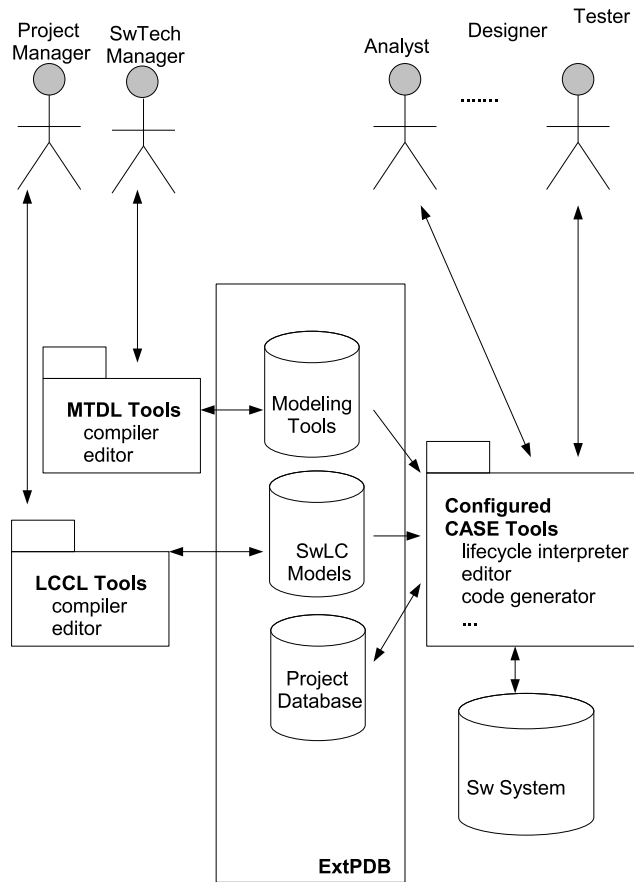 Project
Manager
SwTech
Manager
Analyst
Designer
Tester
.......
MTDL Tools
compiler
editor
Modeling
Tools
LCCL Tools
compiler
editor
SwLC
Models
Project
Database
Configured
CASE Tools
lifecycle interpreter
editor
code generator
...
Sw System
ExtPDB